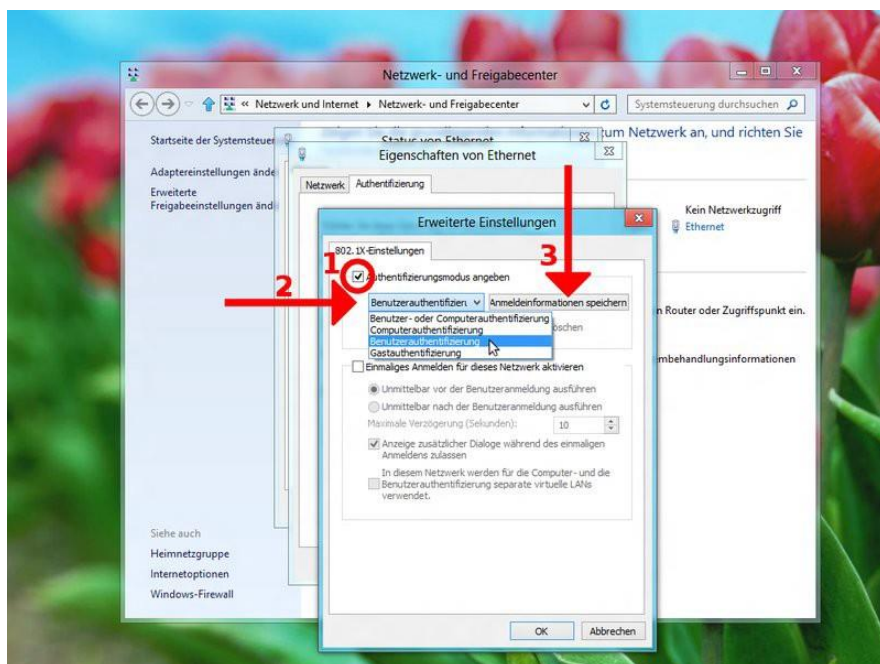 Netzwerk- und Freigabecenter
« Netzwerk und Internet Netzwerk- und Freigabecenter
Systemsteuerung durchsuchen
Startseite der Systemsteuer
Adaptereinstellungen ände
Erweiterte
Freigabeeinstellungen änd
Siehe auch
Heimnetzgruppe
Internetoptionen
Windows-Firewall
zum Netzwerk an, und richten Sie
Kein Netzwerkzugriff
Ethernet
n Router oder Zugriffspunkt ein.
mbehandlungsinformationen
Status von Ethernet
Eigenschaften von Ethernet
Netzwerk Authentifizierung
Erweiterte Einstellungen
802.1X-Einstellungen
1
Authentifizierungsmodus angeben
2
3
Benutzerauthentifizier Anmeldeinformationen speichern
Benutzer- oder Computerauthentifizierung
Computerauthentifizierung
öschen
Benutzerauthentifizierung
Gastauthentifizierung
Einmaliges Anmelden für dieses Netzwerk aktivieren
Unmittelbar vor der Benutzeranmeldung ausführen
Unmittelbar nach der Benutzeranmeldung ausführen
Maximale Verzögerung (Sekunden): 10
Anzeige zusätzlicher Dialoge während des einmaligen
Anmeldens zulassen
In diesem Netzwerk werden für die Computer- und die
Benutzerauthentifizierung separate virtuelle LANs
verwendet.
OK Abbrechen